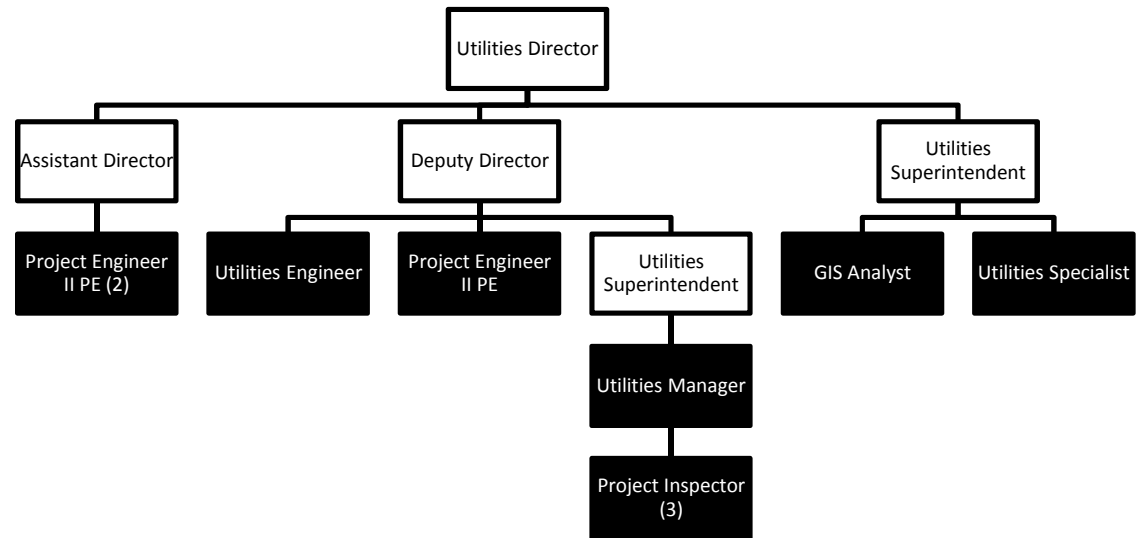 Utilities Director
Assistant Director
Deputy Director
Utilities
Superintendent
Project Engineer
II PE (2)
Utilities Engineer
Project Engineer
II PE
Utilities
Superintendent
GIS Analyst
Utilities Specialist
Utilities Manager
Project Inspector
(3)